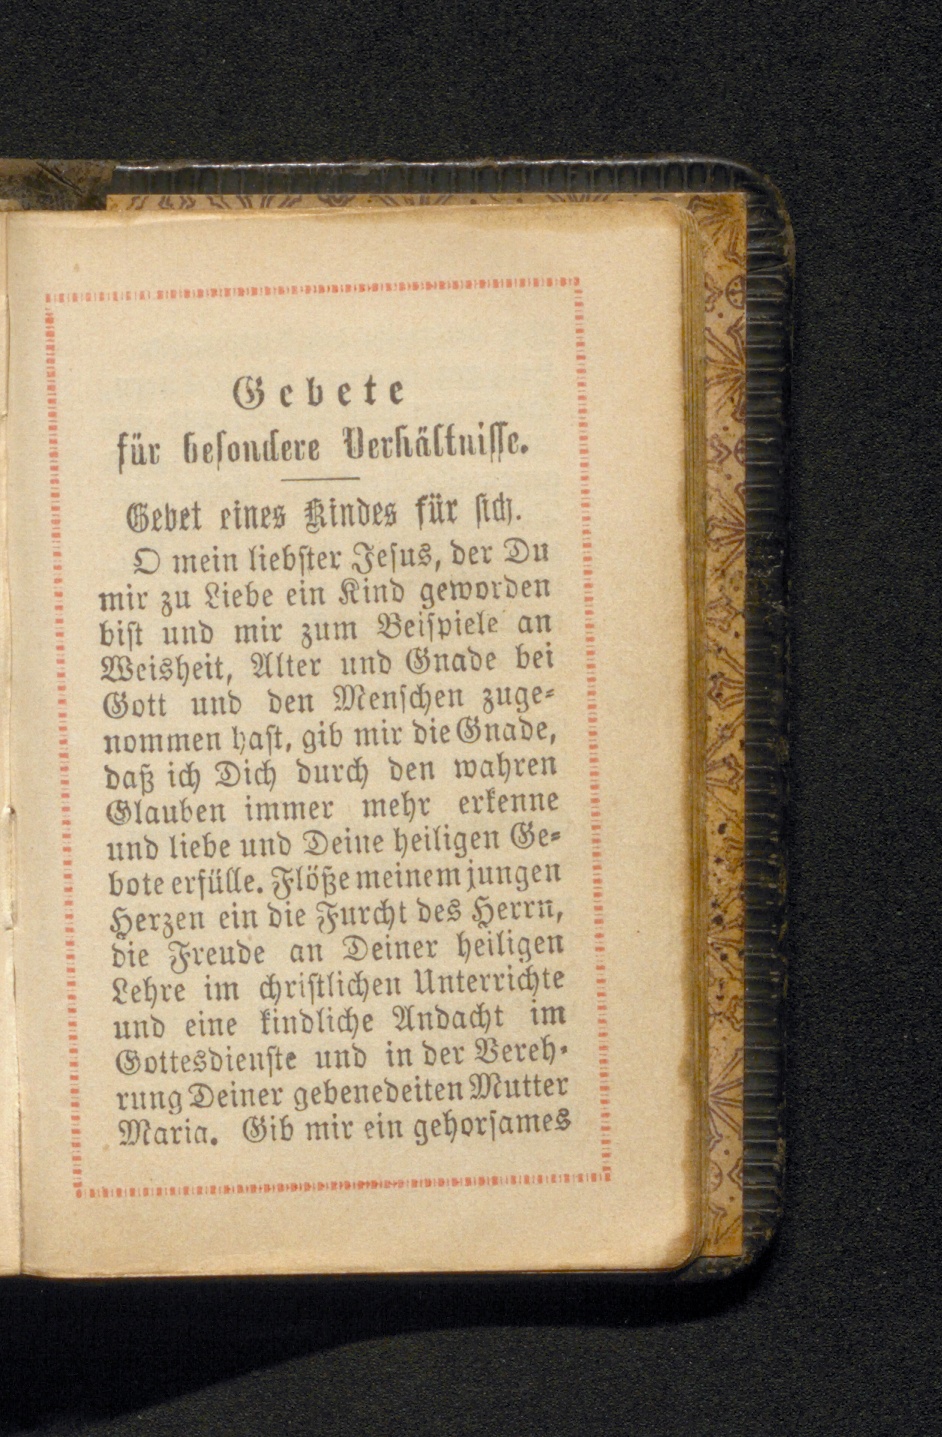 Gebete
für besondere Verhältnisse.
Gebet eines Kindes für sich.
O mein liebster Jesus, der Du
mir zu Liebe ein Kind geworden
bist und mir zum Beispiele an
Weisheit, Alter und Gnade bei
Gott und den Menschen zuge-
nommen hast, gib mir die Gnade,
daß ich Dich durch den wahren
Glauben immer mehr erkenne
und liebe und Deine heiligen Ge-
bote erfülle. Flöße meinem jungen
Herzen ein die Furcht des Herrn,
die Freude an Deiner heiligen
Lehre im christlichen Unterrichte
und eine kindliche Andacht im
Gottesdienste und in der Vereh-
rung Deiner gebenedeiten Mutter
Maria. Gib mir ein gehorsames